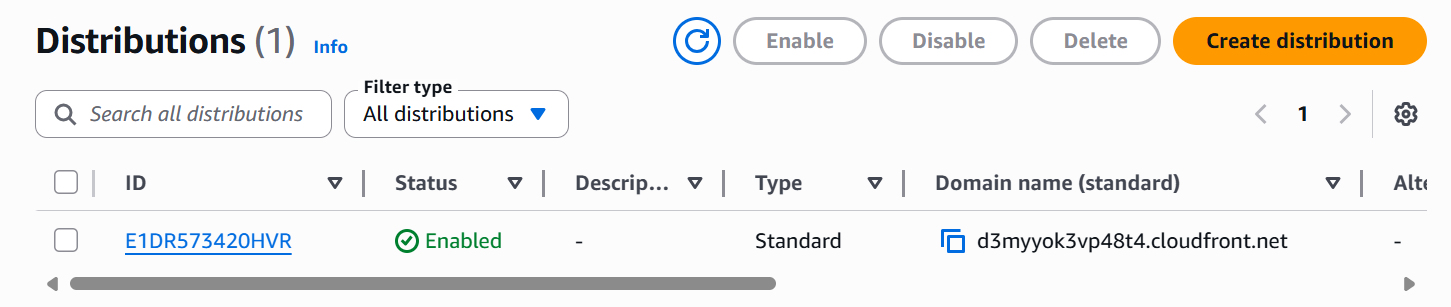 Distributions (1) Info Enable Disable Delete Create distribution
Filter type
Search all distributions All distributions 1
ID Status Descrip... Type Domain name (standard) Alte
E1DR573420HVR Enabled - Standard d3myyok3vp48t4.cloudfront.net -